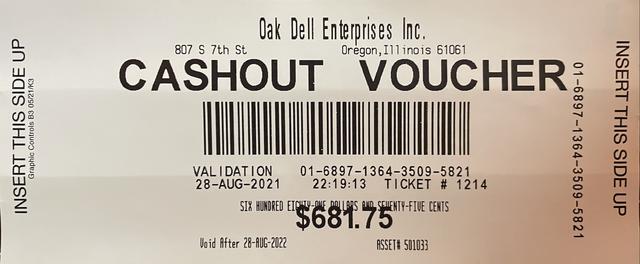 Oak Dell Enterprises Inc.
807 S 7th St Oregon,Illinois 61061
CASHOUT VOUCHER
VALIDATION 01-6897-1364-3509-5821
28-AUG-2021 22:19:13 TICKET # 1214
SIX HUNDRED EIGHTY-ONE DOLLARS AND SEVENTY-FIVE CENTS
$681.75
Void After 28-AUG-2022 ASSET# 501033
INSERT THIS SIDE UP
Graphic Controls B3 05/21/K3
01-6897-1364-3509-5821
INSERT THIS SIDE UP